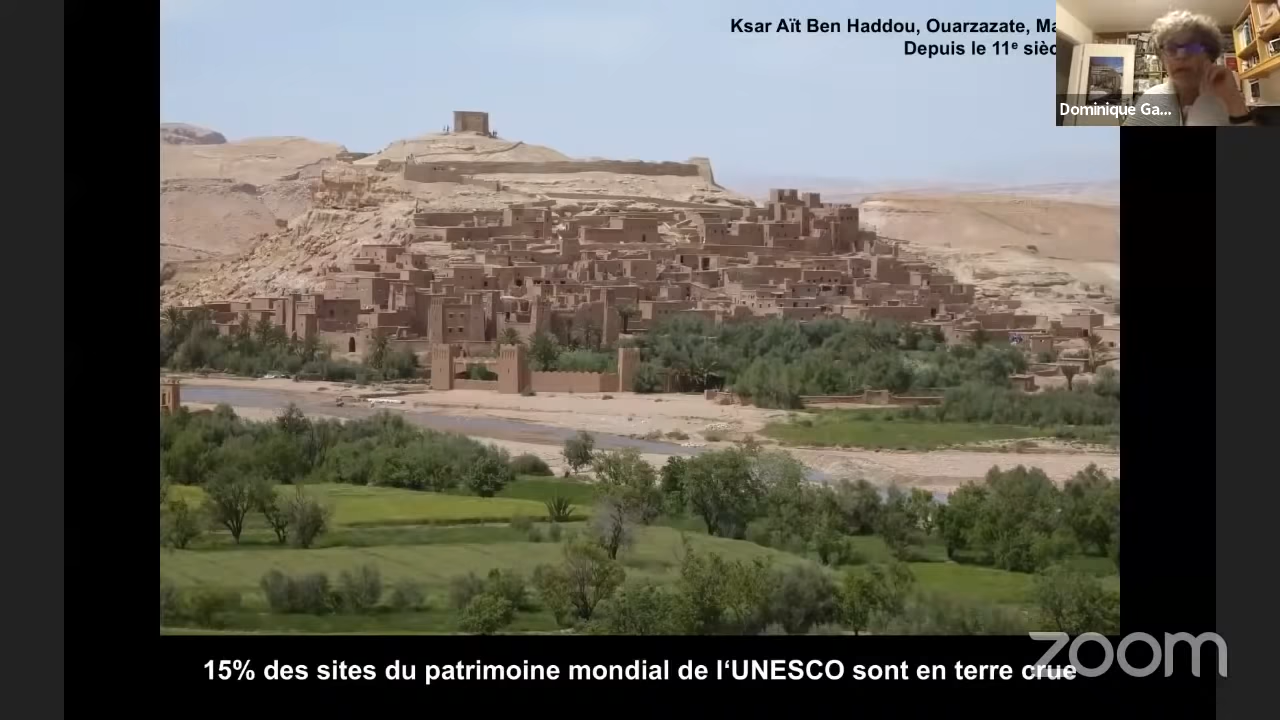 Ksar Aït Ben Haddou, Ouarzazate, Ma
Depuis le 11e sièc
Dominique Ga...
15% des sites du patrimoine mondial de l‘UNESCO sont en terre crue
zoom